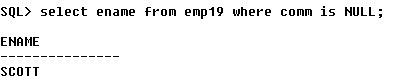 SQL> select ename from emp19 where comm is NULL;
ENAME
---------------
SCOTT